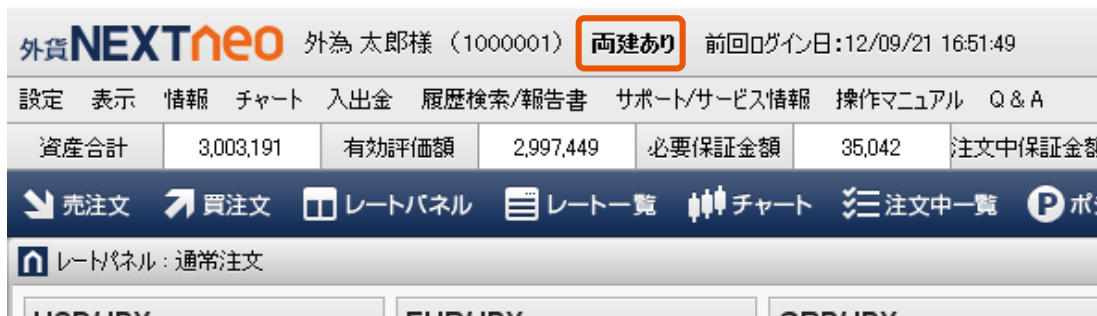 外貨NEXTneo 外為 太郎様 (1000001) 両建あり 前回ログイン日:12/09/21 16:51:49
設定 表示 情報 チャート 入出金 履歴検索/報告書 サポート/サービス情報 操作マニュアル Q&A
資産合計 3,003,191 有効評価額 2,997,449 必要保証金額 35,042 注文中保証金額
売注文 買注文 レートパネル レート一覧 チャート 注文中一覧 P ポ
レートパネル:通常注文
USD/JPY EUR/JPY GBP/JPY